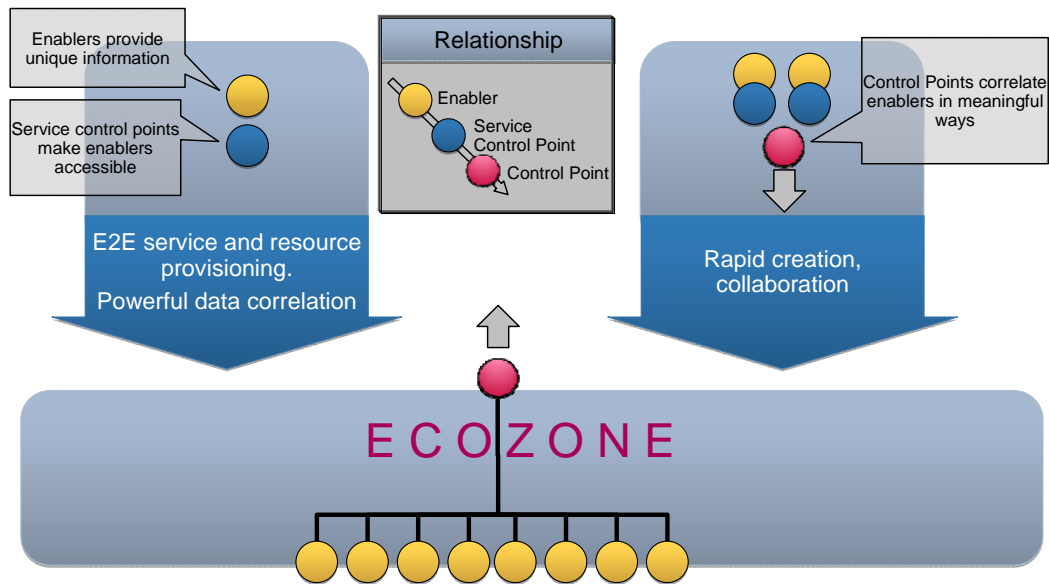 Enablers provide
unique information
Service control points
make enablers
accessible
E2E service and resource
provisioning.
Powerful data correlation
Relationship
Enabler
Service
Control Point
Control Point
Control Points correlate
enablers in meaningful
ways
Rapid creation,
collaboration
ECOZONE